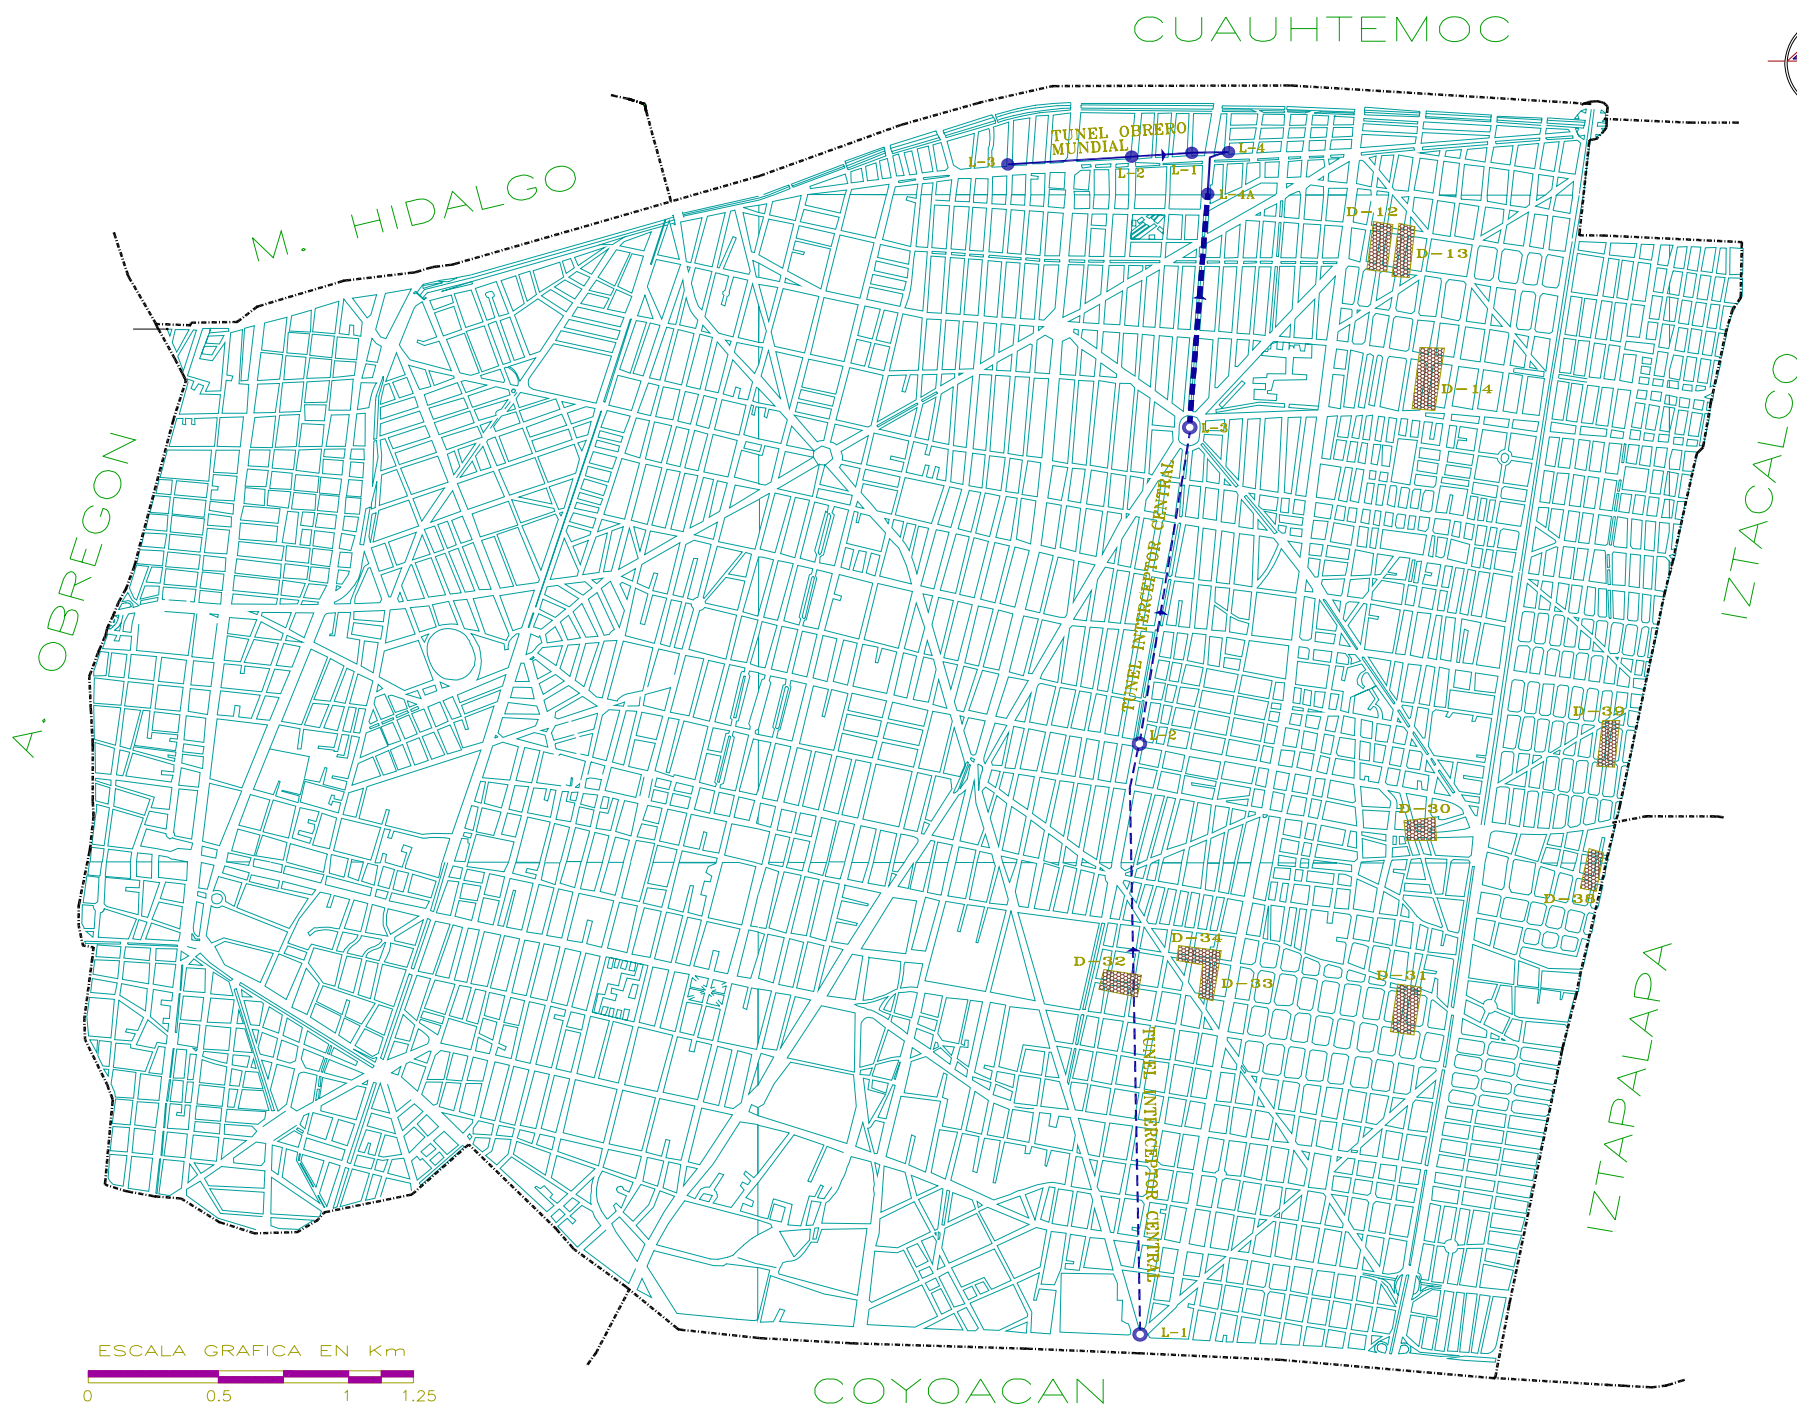 CUAUHTEMOC
TUNEL OBRERO
MUNDIAL
L-3
L-2
L-1
L-4
L-4A
M. HIDALGO
D-12
D-13
D-14
L-3
IZTACALCO
A. OBREGON
TUNEL INTERCEPTOR CENTRAL
L-2
D-39
D-30
D-38
D-34
D-32
D-33
D-31
IZTAPALAPA
TUNEL INTERCEPTOR CENTRAL
L-1
ESCALA GRAFICA EN Km
0 0.5 1 1.25
COYOACAN